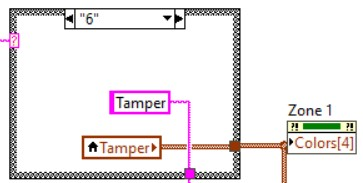 "6"
?
Tamper
Zone 1
?! ?!
Tamper
Colors[4]